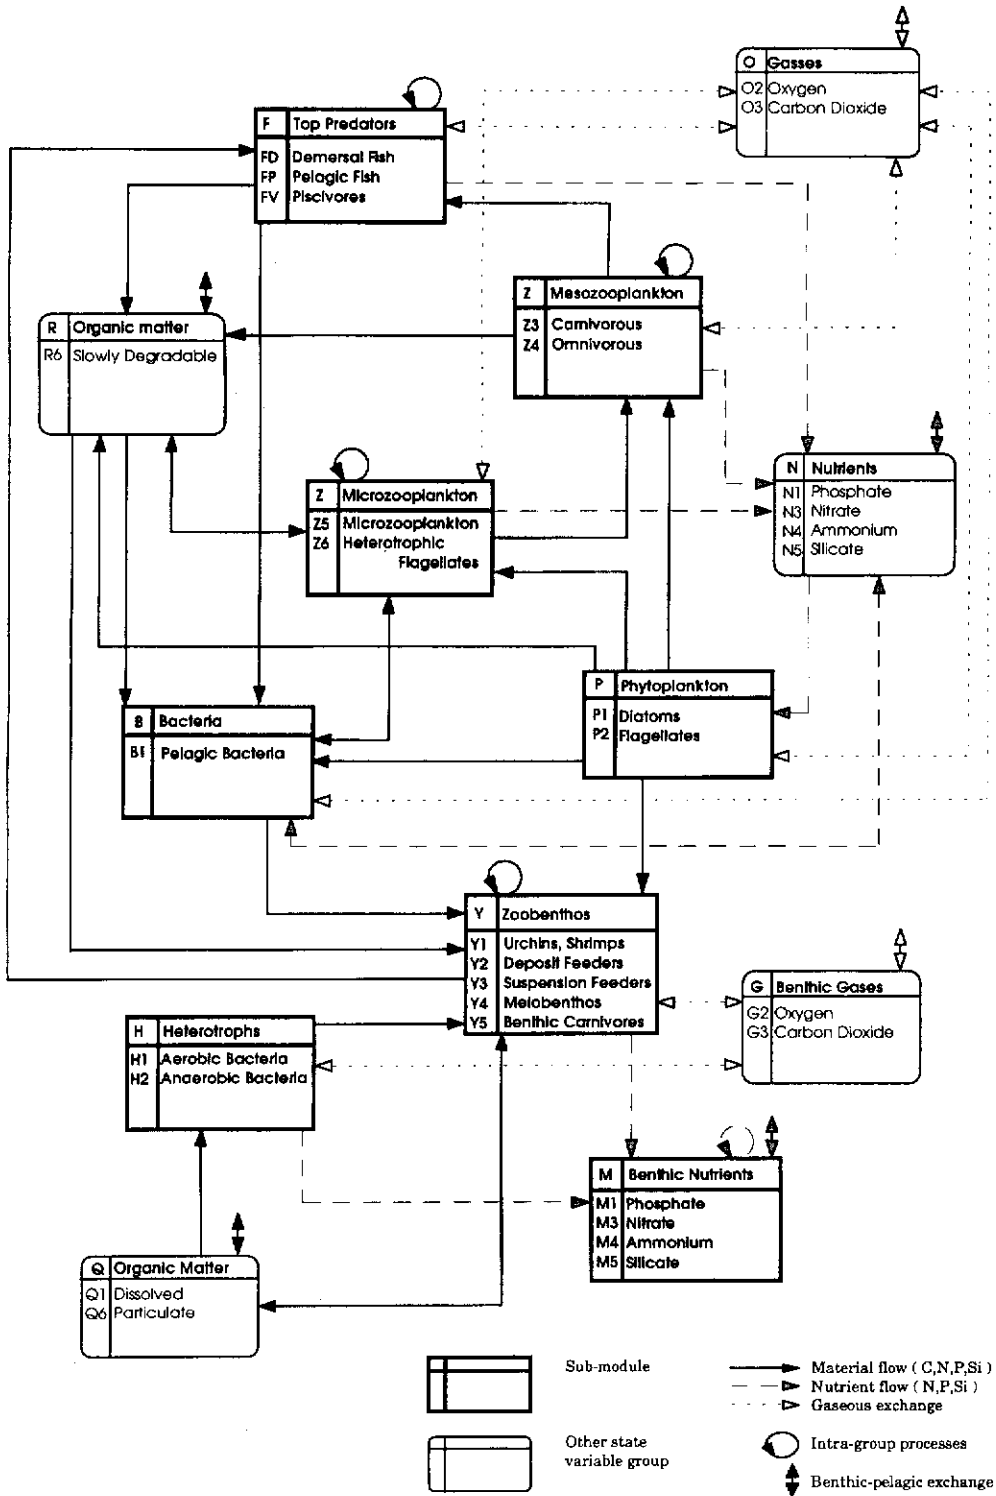 O Gasses
O2 Oxygen
O3 Carbon Dioxide
F Top Predators
FD Demersal Fish
FP Pelagic Fish
FV Piscivores
Z Mesozooplankton
Z3 Carnivorous
Z4 Omnivorous
R Organic matter
R6 Slowly Degradable
N Nutrients
N1 Phosphate
N3 Nitrate
N4 Ammonium
N5 Silicate
Z Microzooplankton
Z5 Microzooplankton
Z6 Heterotrophic
Flagellates
P Phytoplankton
P1 Diatoms
P2 Flagellates
B Bacteria
B1 Pelagic Bacteria
Y Zoobenthos
Y1 Urchins, Shrimps
Y2 Deposit Feeders
Y3 Suspension Feeders
Y4 Meiobenthos
Y5 Benthic Carnivores
G Benthic Gases
G2 Oxygen
G3 Carbon Dioxide
H Heterotrophs
H1 Aerobic Bacteria
H2 Anaerobic Bacteria
M Benthic Nutrients
M1 Phosphate
M3 Nitrate
M4 Ammonium
M5 Silicate
Q Organic Matter
Q1 Dissolved
Q6 Particulate
Sub-module
Other state
variable group
Material flow ( C,N,P,Si )
Nutrient flow ( N,P,Si )
Gaseous exchange
Intra-group processes
Benthic-pelagic exchange